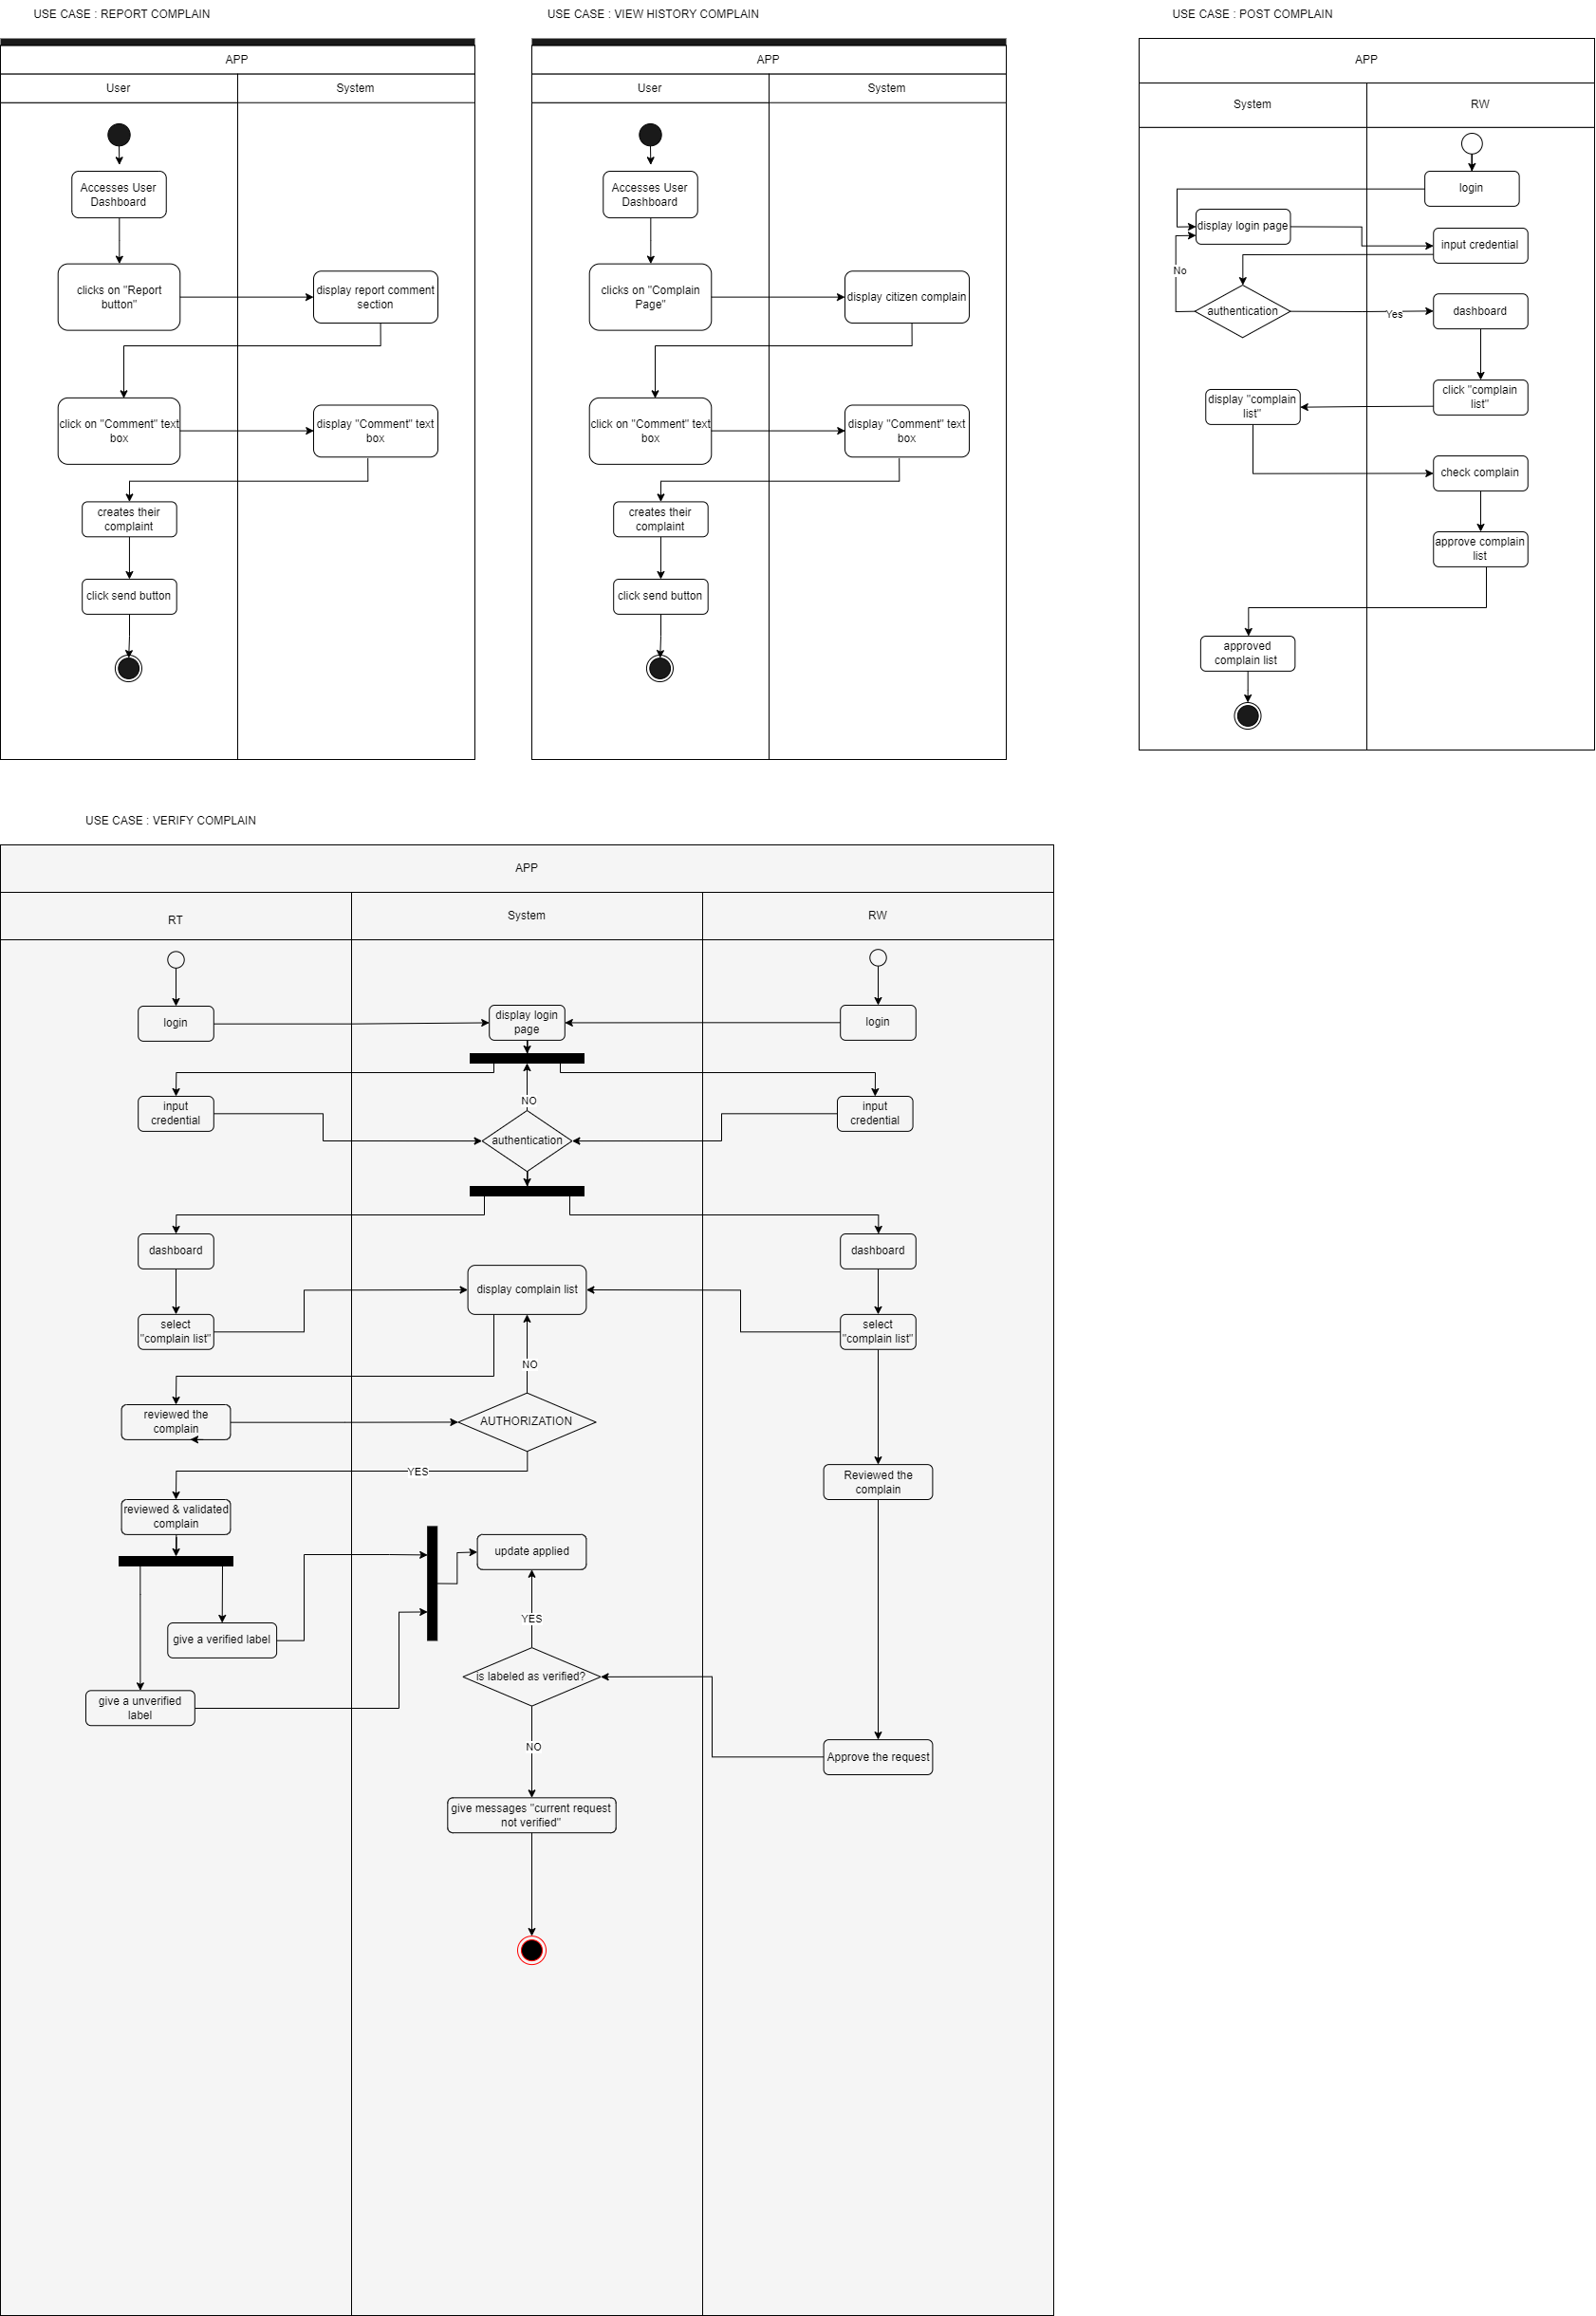 USE CASE : REPORT COMPLAIN
APP
User
System
Accesses User
Dashboard
clicks on "Report
button"
display report comment
section
click on "Comment" text
box
display "Comment" text
box
creates their
complaint
click send button
USE CASE : VIEW HISTORY COMPLAIN
APP
User
System
Accesses User
Dashboard
clicks on "Complain
Page"
display citizen complain
click on "Comment" text
box
display "Comment" text
box
creates their
complaint
click send button
USE CASE : POST COMPLAIN
APP
System
RW
login
display login page
input credential
No
authentication
Yes
dashboard
click "complain
list"
display "complain
list"
check complain
approve complain
list
approved
complain list
USE CASE : VERIFY COMPLAIN
APP
RT
System
RW
login
display login
page
login
input
credential
NO
input
credential
authentication
dashboard
dashboard
display complain list
select
"complain list"
select
"complain list"
NO
reviewed the
complain
AUTHORIZATION
YES
Reviewed the
complain
reviewed & validated
complain
update applied
YES
give a verified label
is labeled as verified?
give a unverified
label
NO
Approve the request
give messages "current request
not verified"